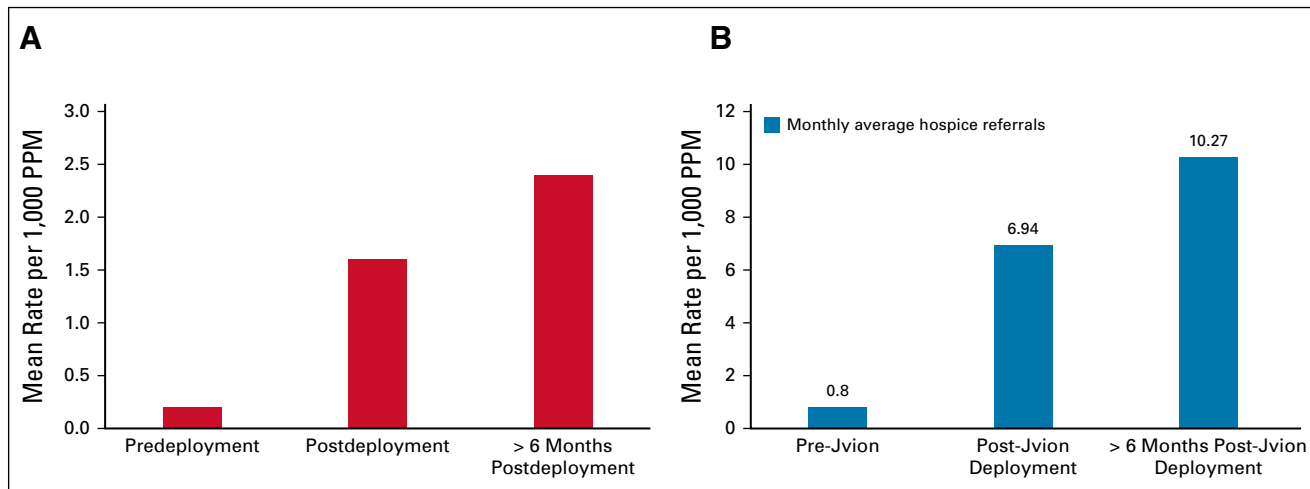 A
Mean Rate per 1,000 PPM
3.0
2.5
2.0
1.5
1.0
0.5
0.0
Predeployment
Postdeployment
> 6 Months
Postdeployment
B
Mean Rate per 1,000 PPM
12
10
8
6
4
2
0
Monthly average hospice referrals
0.8
6.94
10.27
Pre-Jvion
Post-Jvion
Deployment
> 6 Months Post-Jvion
Deployment